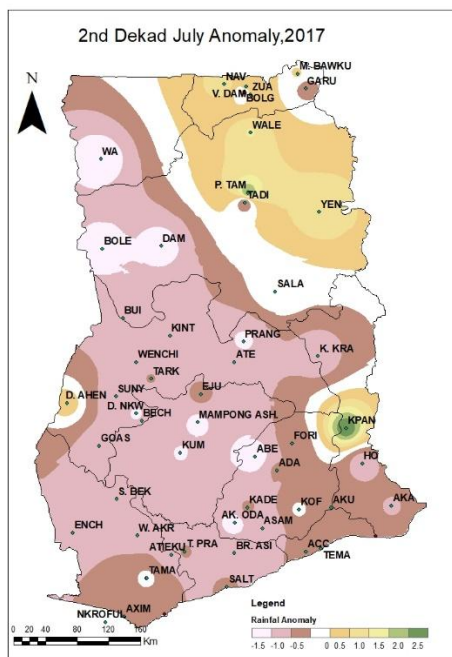 2nd Dekad July Anomaly,2017
N
M. BAWKU
NAV
ZUA
GARU
V. DAM
BOLG
WALE
WA
P. TAM
TADI
YEN
BOLE
DAM
SALA
BUI
KINT
PRANG
WENCHI
ATE
K. KRA
TARK
D. AHEN
SUNY
EJU
D. NKW
BECH
MAMPONG ASH.
KPAN
GOAS
KUM
ABE
FORI
HO
ADA
S. BEK
KADE
KOF
AKU
AKA
AK. ODA
ASAM
ENCH
W. AKR
ATIEKU
T. PRA
BR. ASI
ACC
TEMA
TAMA
SALT
AXIM
NKROFUL
0 20 40 80 120 160
Km
Legend
Rainfal Anomaly
-1.5 -1.0 -0.5 0 0.5 1.0 1.5 2.0 2.5